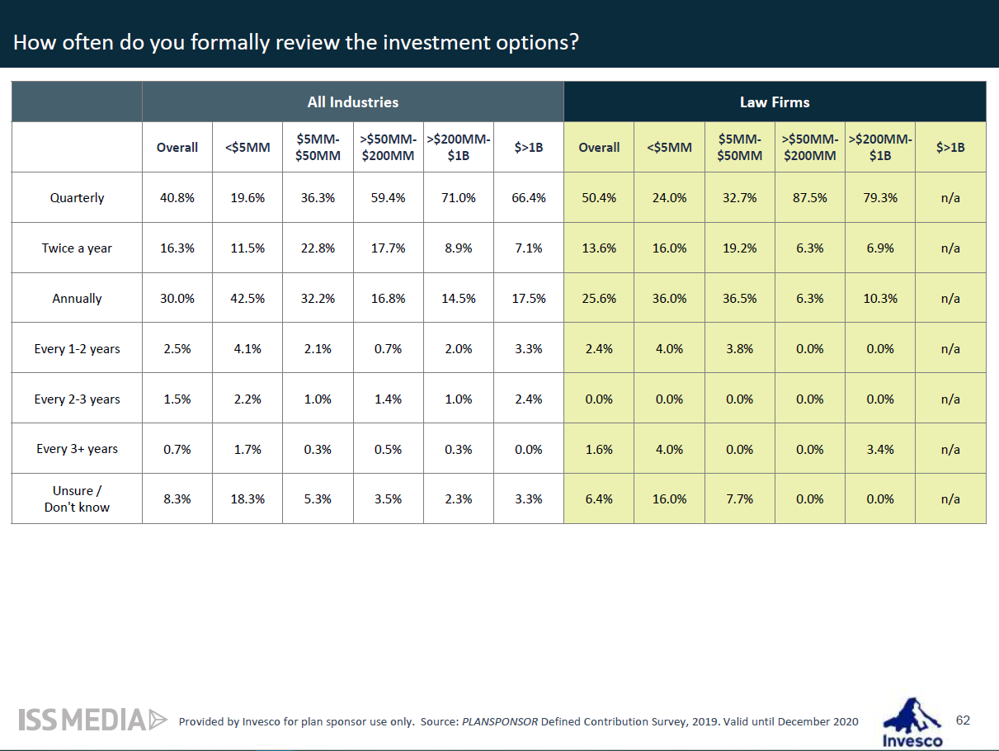 How often do you formally review the investment options?
All Industries Law Firms
Overall <$5MM $5MM-$50MM >$50MM-$200MM >$200MM-$1B $>1B Overall <$5MM $5MM-$50MM >$50MM-$200MM >$200MM-$1B $>1B
Quarterly 40.8% 19.6% 36.3% 59.4% 71.0% 66.4% 50.4% 24.0% 32.7% 87.5% 79.3% n/a
Twice a year 16.3% 11.5% 22.8% 17.7% 8.9% 7.1% 13.6% 16.0% 19.2% 6.3% 6.9% n/a
Annually 30.0% 42.5% 32.2% 16.8% 14.5% 17.5% 25.6% 36.0% 36.5% 6.3% 10.3% n/a
Every 1-2 years 2.5% 4.1% 2.1% 0.7% 2.0% 3.3% 2.4% 4.0% 3.8% 0.0% 0.0% n/a
Every 2-3 years 1.5% 2.2% 1.0% 1.4% 1.0% 2.4% 0.0% 0.0% 0.0% 0.0% 0.0% n/a
Every 3+ years 0.7% 1.7% 0.3% 0.5% 0.3% 0.0% 1.6% 4.0% 0.0% 0.0% 3.4% n/a
Unsure / Don't know 8.3% 18.3% 5.3% 3.5% 2.3% 3.3% 6.4% 16.0% 7.7% 0.0% 0.0% n/a
ISS MEDIA Provided by Invesco for plan sponsor use only. Source: PLANSPONSOR Defined Contribution Survey, 2019. Valid until December 2020
Invesco
62